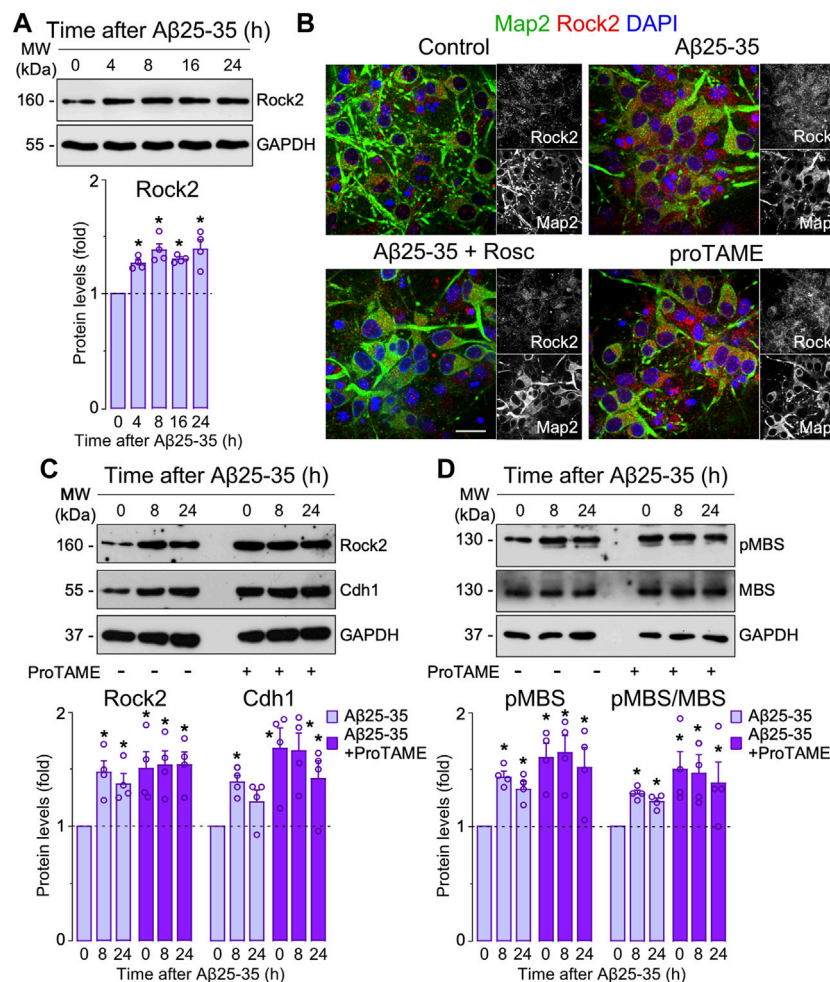 A
Time after Aβ25-35 (h)
MW
(kDa)
0 4 8 16 24
160 - Rock2
55 - GAPDH
Rock2
Protein levels (fold)
2
1
0
* * * *
0 4 8 16 24
Time after Aβ25-35 (h)
B
Map2 Rock2 DAPI
Control
Rock2
Map2
Aβ25-35
Rock2
Map2
Aβ25-35 + Rosc
Rock2
Map2
proTAME
Rock2
Map2
C
Time after Aβ25-35 (h)
MW
(kDa)
0 8 24 0 8 24
160 - Rock2
55 - Cdh1
37 - GAPDH
ProTAME - - - + + +
Rock2 Cdh1
Aβ25-35
Aβ25-35
+ProTAME
Protein levels (fold)
2
1
0
* * * * * * * * *
0 8 24 0 8 24 0 8 24 0 8 24
Time after Aβ25-35 (h)
D
Time after Aβ25-35 (h)
MW
(kDa)
0 8 24 0 8 24
130 - pMBS
130 - MBS
37 - GAPDH
- - - + + +
pMBS pMBS/MBS
Aβ25-35
Aβ25-35
+ProTAME
Protein levels (fold)
2
1
0
* * * * * * * * * *
0 8 24 0 8 24 0 8 24 0 8 24
Time after Aβ25-35 (h)